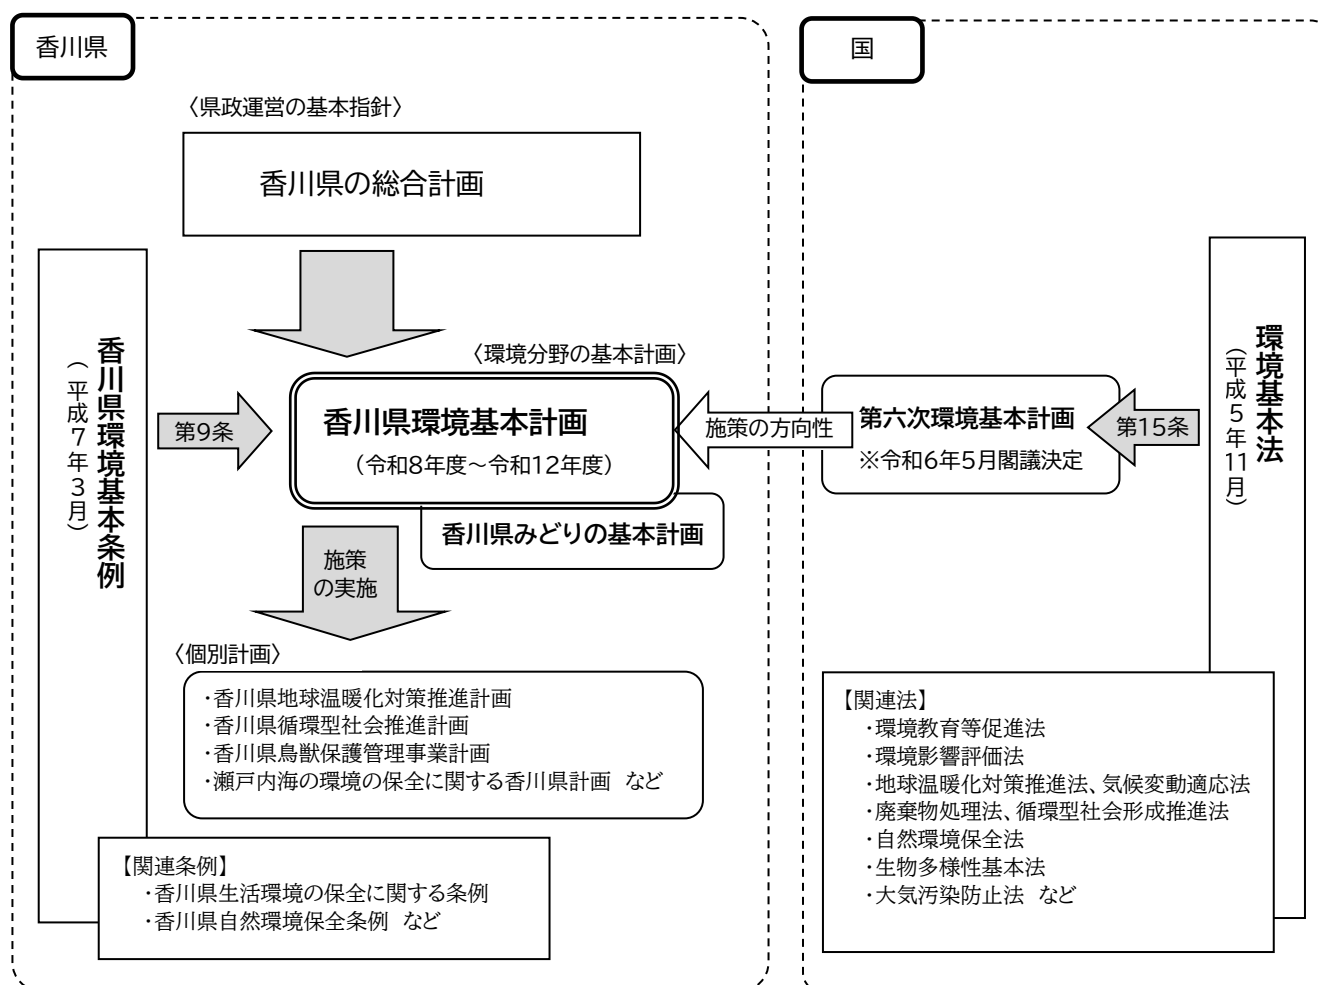 香川県
〈県政運営の基本指針〉
香川県の総合計画
香川県環境基本条例
（平成７年３月）
第9条
〈環境分野の基本計画〉
香川県環境基本計画
（令和8年度～令和12年度）
香川県みどりの基本計画
施策
の実施
〈個別計画〉
・香川県地球温暖化対策推進計画
・香川県循環型社会推進計画
・香川県鳥獣保護管理事業計画
・瀬戸内海の環境の保全に関する香川県計画　など
【関連条例】
・香川県生活環境の保全に関する条例
・香川県自然環境保全条例　など
国
施策の方向性
第六次環境基本計画
※令和6年5月閣議決定
第15条
環境基本法
（平成５年11月）
【関連法】
・環境教育等促進法
・環境影響評価法
・地球温暖化対策推進法、気候変動適応法
・廃棄物処理法、循環型社会形成推進法
・自然環境保全法
・生物多様性基本法
・大気汚染防止法　など